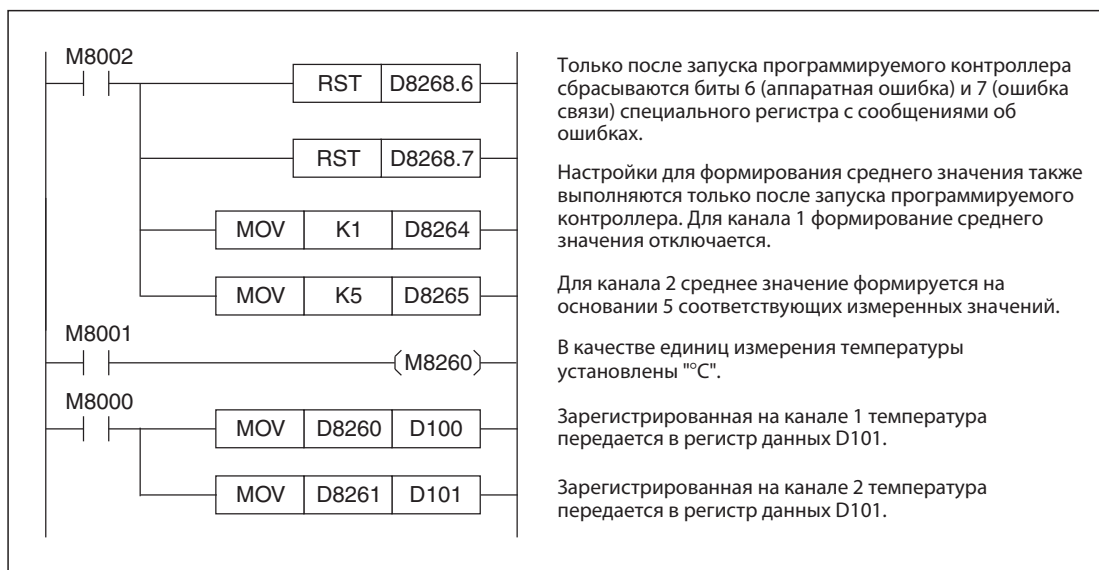 M8002
RST D8268.6
Только после запуска программируемого контроллера
сбрасываются биты 6 (аппаратная ошибка) и 7 (ошибка
связи) специального регистра с сообщениями об
ошибках.
RST D8268.7
Настройки для формирования среднего значения также
выполняются только после запуска программируемого
контроллера. Для канала 1 формирование среднего
значения отключается.
MOV K1 D8264
MOV K5 D8265
Для канала 2 среднее значение формируется на
основании 5 соответствующих измеренных значений.
M8001
M8260
В качестве единиц измерения температуры
установлены "°C".
M8000
MOV D8260 D100
Зарегистрированная на канале 1 температура
передается в регистр данных D101.
MOV D8261 D101
Зарегистрированная на канале 2 температура
передается в регистр данных D101.